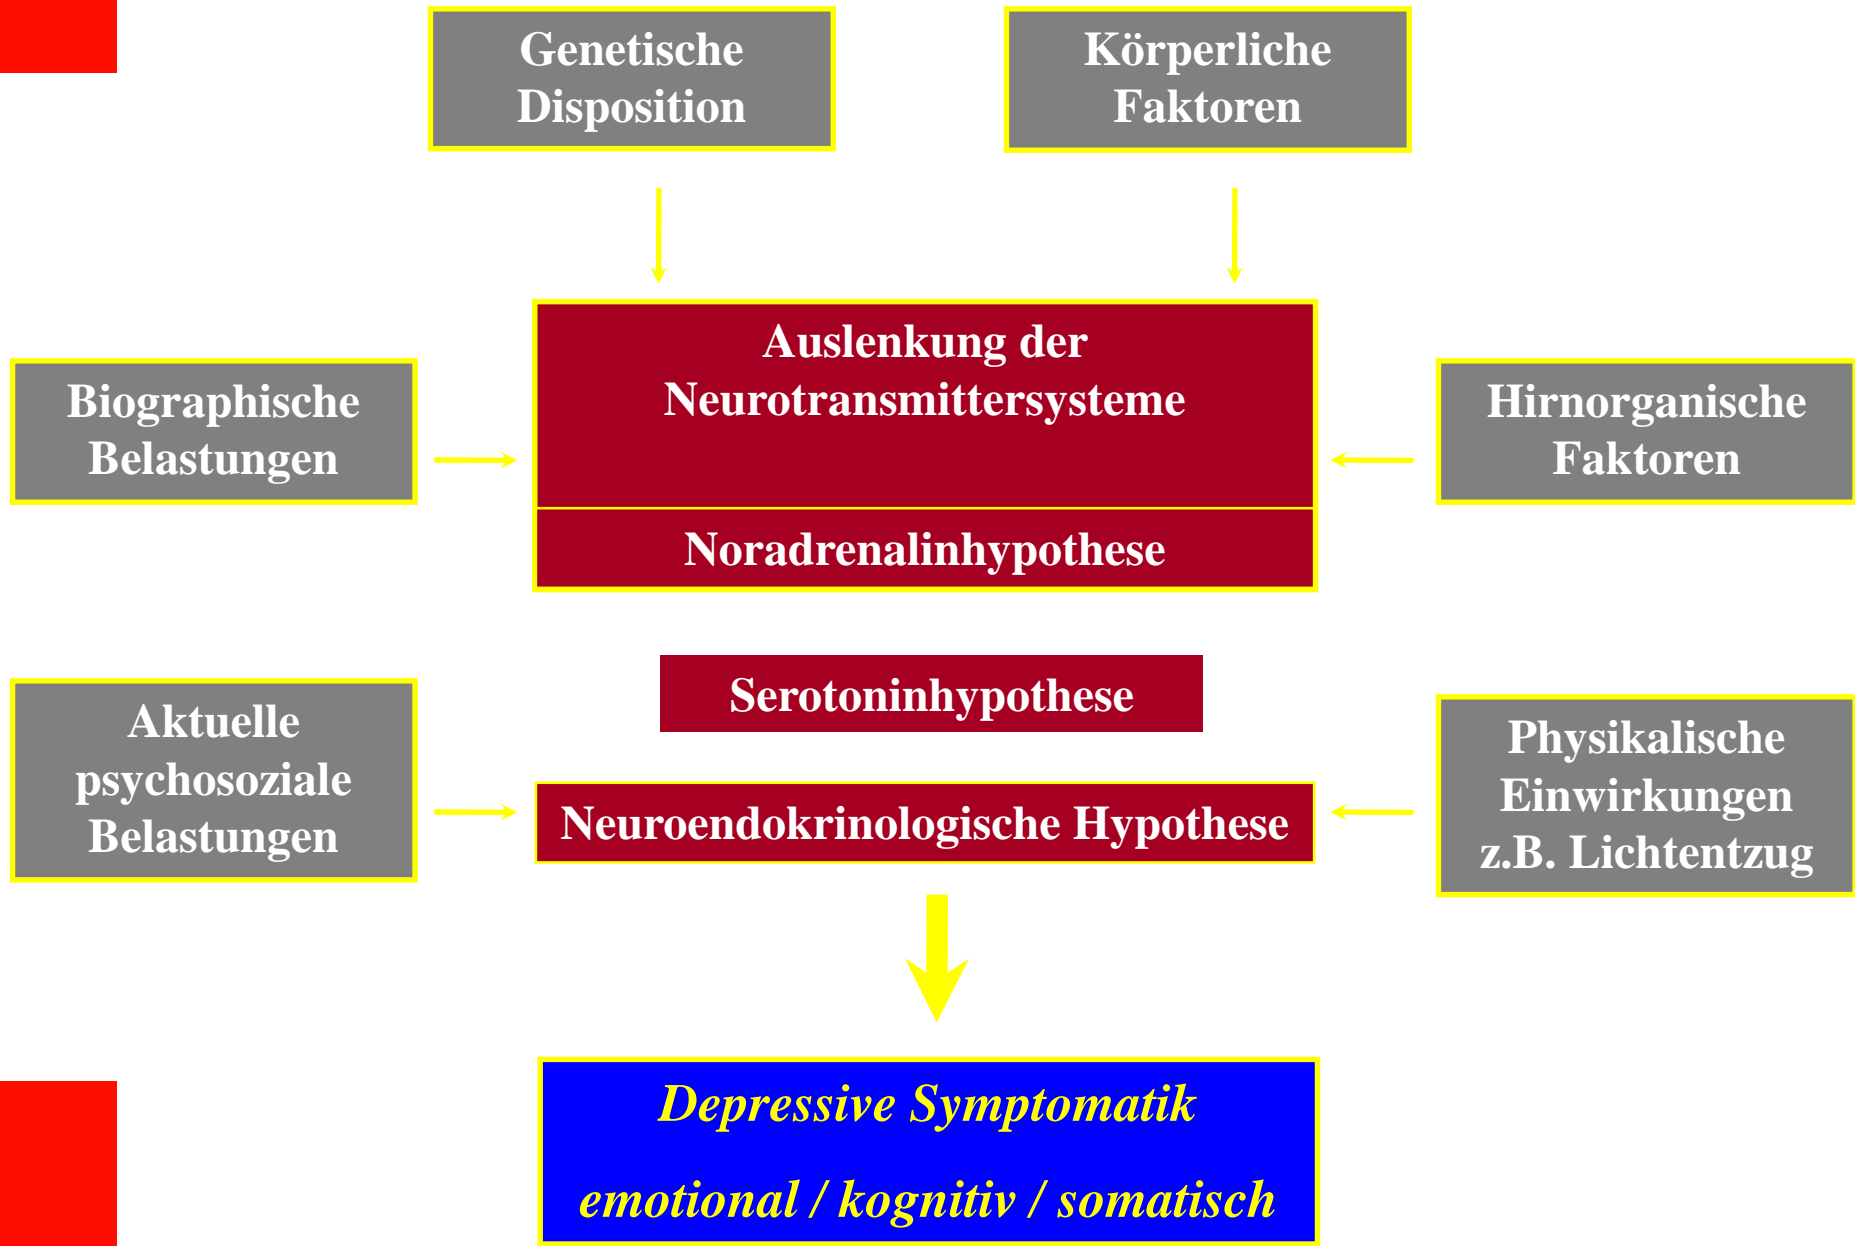 Genetische
Disposition
Körperliche
Faktoren
Auslenkung der
Neurotransmittersysteme
Biographische
Belastungen
Hirnorganische
Faktoren
Noradrenalinhypothese
Serotoninhypothese
Aktuelle
psychosoziale
Belastungen
Physikalische
Einwirkungen
z.B. Lichtentzug
Neuroendokrinologische Hypothese
Depressive Symptomatik
emotional / kognitiv / somatisch